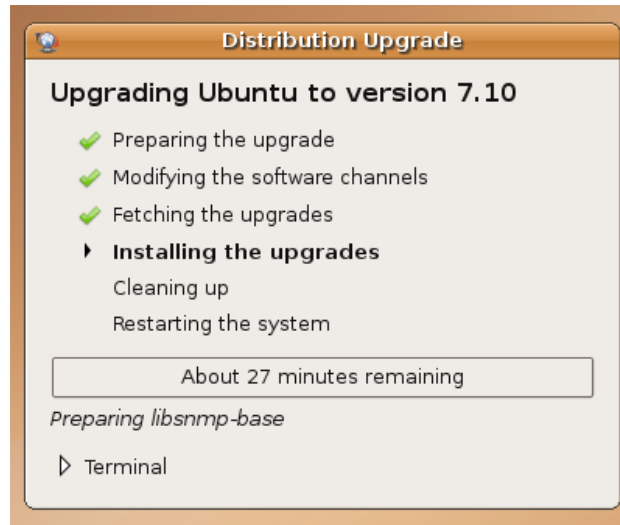 Distribution Upgrade
Upgrading Ubuntu to version 7.10
Preparing the upgrade
Modifying the software channels
Fetching the upgrades
Installing the upgrades
Cleaning up
Restarting the system
About 27 minutes remaining
Preparing libsnmp-base
Terminal